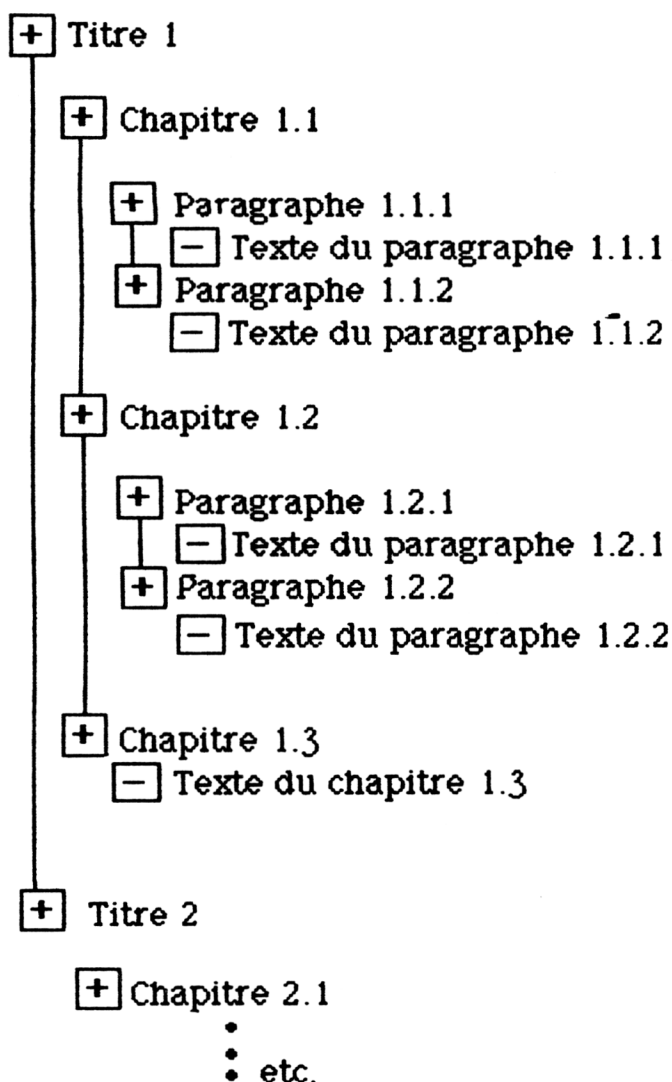 + Titre 1
+ Chapitre 1.1
+ Paragraphe 1.1.1
− Texte du paragraphe 1.1.1
+ Paragraphe 1.1.2
− Texte du paragraphe 1.1.2
+ Chapitre 1.2
+ Paragraphe 1.2.1
− Texte du paragraphe 1.2.1
+ Paragraphe 1.2.2
− Texte du paragraphe 1.2.2
+ Chapitre 1.3
− Texte du chapitre 1.3
+ Titre 2
+ Chapitre 2.1
• 
• 
• etc.